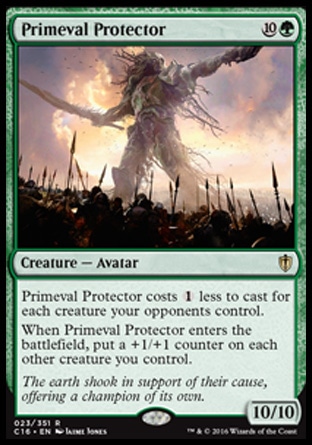 Primeval Protector 10
Creature — Avatar
Primeval Protector costs 1 less to cast for
each creature your opponents control.
When Primeval Protector enters the
battlefield, put a +1/+1 counter on each
other creature you control.
The earth shook in support of their cause,
offering a champion of its own.
10/10
023/351 R
C16 • EN Jaime Jones
™ & © 2016 Wizards of the Coast